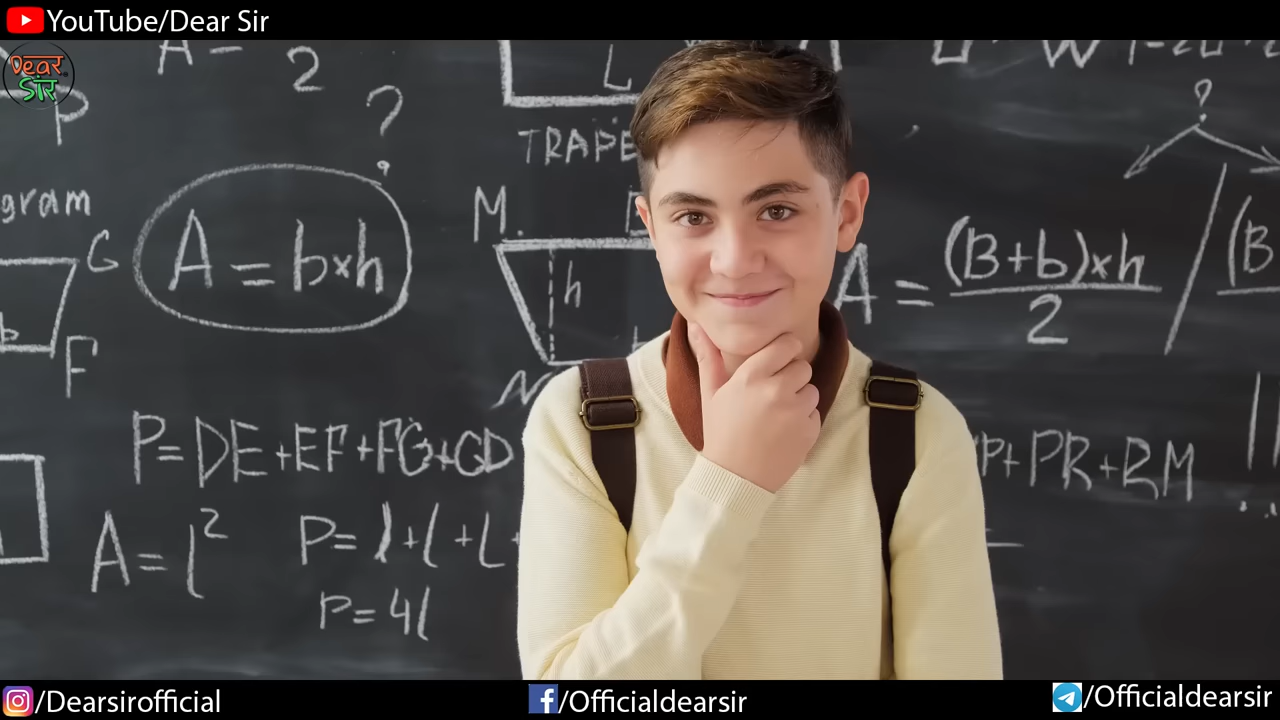 YouTube/Dear Sir
Dear
सर
A =
2
L
P
?
TRAPE
?
gram
M
G
A = b×h
h
A = (B+b)×h / 2
(B
F
N
P=DE+EF+FG+GD
P+PR+RM
A = l²
P= l+l+L+
P=4l
/Dearsirofficial
/Officialdearsir
/Officialdearsir